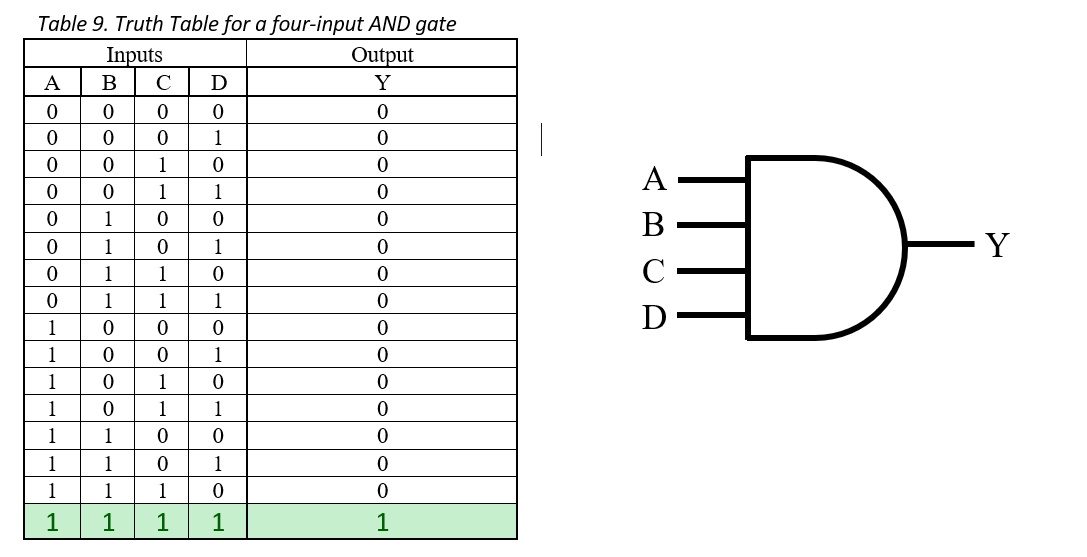 Table 9. Truth Table for a four-input AND gate
Inputs Output
A B C D Y
0 0 0 0 0
0 0 0 1 0
0 0 1 0 0
0 0 1 1 0
0 1 0 0 0
0 1 0 1 0
0 1 1 0 0
0 1 1 1 0
1 0 0 0 0
1 0 0 1 0
1 0 1 0 0
1 0 1 1 0
1 1 0 0 0
1 1 0 1 0
1 1 1 0 0
1 1 1 1 1
A
B
C
D
Y